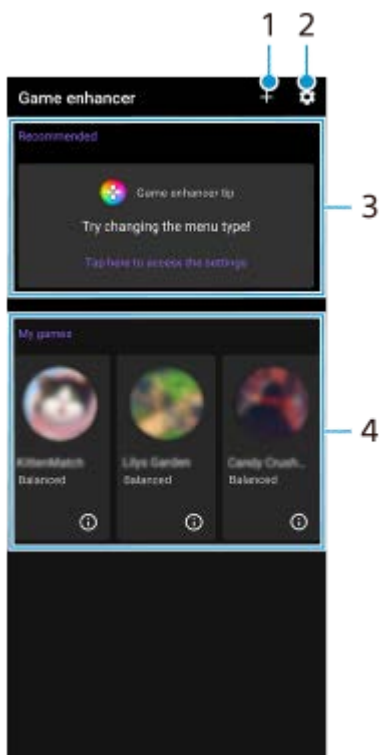 1 2
Game enhancer
Recommended
3
Game enhancer tip
Try changing the menu type!
Tap here to access the settings
My games
4
KittenMatch Lilys Garden Candy Crush...
Balanced Balanced Balanced